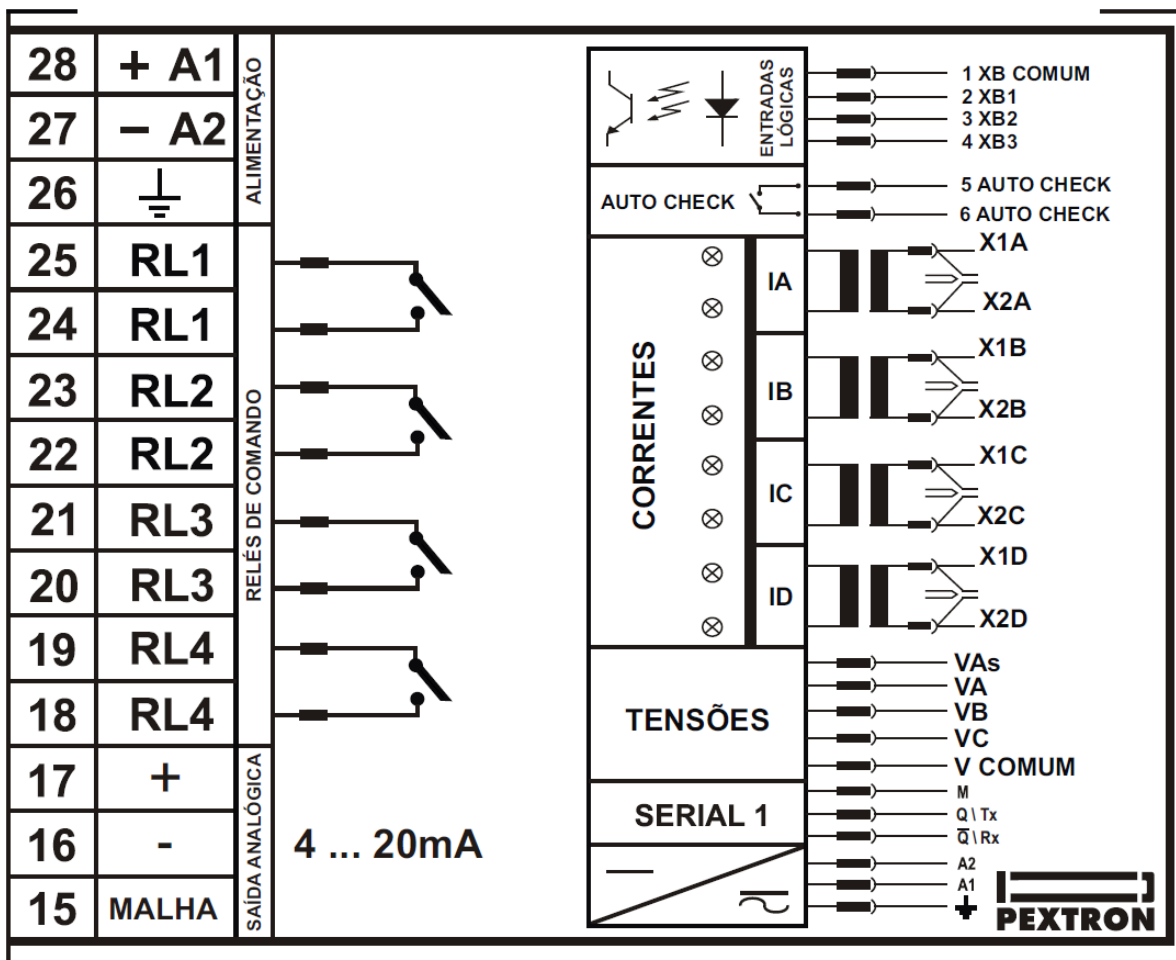 28 + A1
27 – A2
26
ALIMENTAÇÃO
25 RL1
24 RL1
23 RL2
22 RL2
21 RL3
20 RL3
19 RL4
18 RL4
RELÉS DE COMANDO
17 +
16 -
15 MALHA
SAÍDA ANALÓGICA
4 ... 20mA
ENTRADAS
LÓGICAS
1 XB COMUM
2 XB1
3 XB2
4 XB3
AUTO CHECK
5 AUTO CHECK
6 AUTO CHECK
CORRENTES
IA
X1A
X2A
IB
X1B
X2B
IC
X1C
X2C
ID
X1D
X2D
TENSÕES
VAs
VA
VB
VC
V COMUM
SERIAL 1
M
Q \ Tx
Q̅ \ Rx
A2
A1
PEXTRON